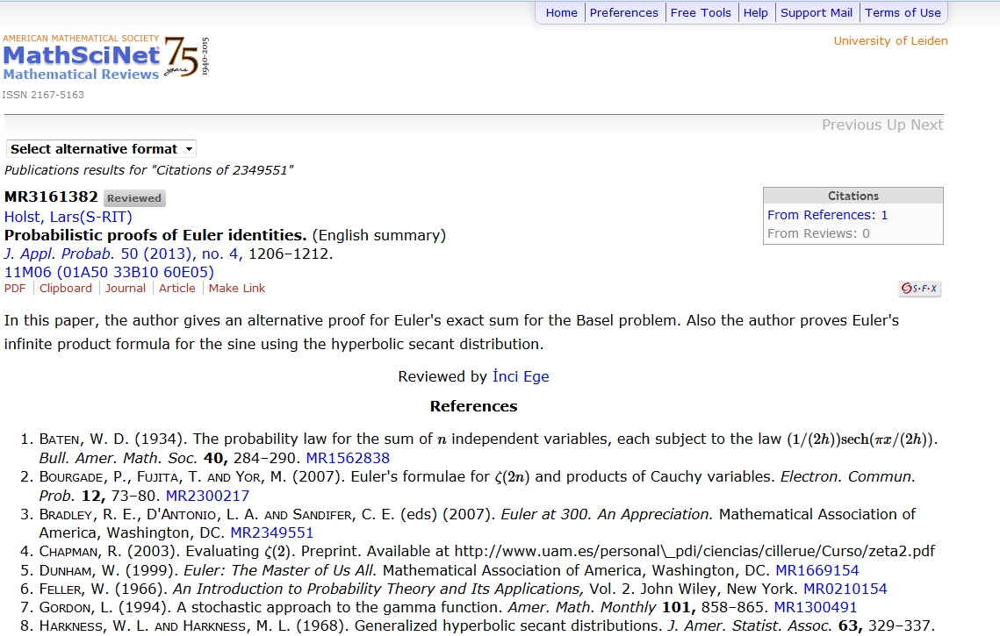 Home | Preferences | Free Tools | Help | Support Mail | Terms of Use
AMERICAN MATHEMATICAL SOCIETY
MathSciNet
Mathematical Reviews
75 years 1940-2015
University of Leiden
ISSN 2167-5163
Previous Up Next
Select alternative format
Publications results for "Citations of 2349551"
MR3161382 Reviewed
Holst, Lars(S-RIT)
Probabilistic proofs of Euler identities. (English summary)
J. Appl. Probab. 50 (2013), no. 4, 1206–1212.
11M06 (01A50 33B10 60E05)
PDF | Clipboard | Journal | Article | Make Link
Citations
From References: 1
From Reviews: 0
S•F•X
In this paper, the author gives an alternative proof for Euler's exact sum for the Basel problem. Also the author proves Euler's
infinite product formula for the sine using the hyperbolic secant distribution.
Reviewed by İnci Ege
References
1. BATEN, W. D. (1934). The probability law for the sum of n independent variables, each subject to the law (1/(2h))sech(πx/(2h)).
Bull. Amer. Math. Soc. 40, 284–290. MR1562838
2. BOURGADE, P., FUJITA, T. AND YOR, M. (2007). Euler's formulae for ζ(2n) and products of Cauchy variables. Electron. Commun.
Prob. 12, 73–80. MR2300217
3. BRADLEY, R. E., D'ANTONIO, L. A. AND SANDIFER, C. E. (eds) (2007). Euler at 300. An Appreciation. Mathematical Association of
America, Washington, DC. MR2349551
4. CHAPMAN, R. (2003). Evaluating ζ(2). Preprint. Available at http://www.uam.es/personal\_pdi/ciencias/cillerue/Curso/zeta2.pdf
5. DUNHAM, W. (1999). Euler: The Master of Us All. Mathematical Association of America, Washington, DC. MR1669154
6. FELLER, W. (1966). An Introduction to Probability Theory and Its Applications, Vol. 2. John Wiley, New York. MR0210154
7. GORDON, L. (1994). A stochastic approach to the gamma function. Amer. Math. Monthly 101, 858–865. MR1300491
8. HARKNESS, W. L. AND HARKNESS, M. L. (1968). Generalized hyperbolic secant distributions. J. Amer. Statist. Assoc. 63, 329–337.